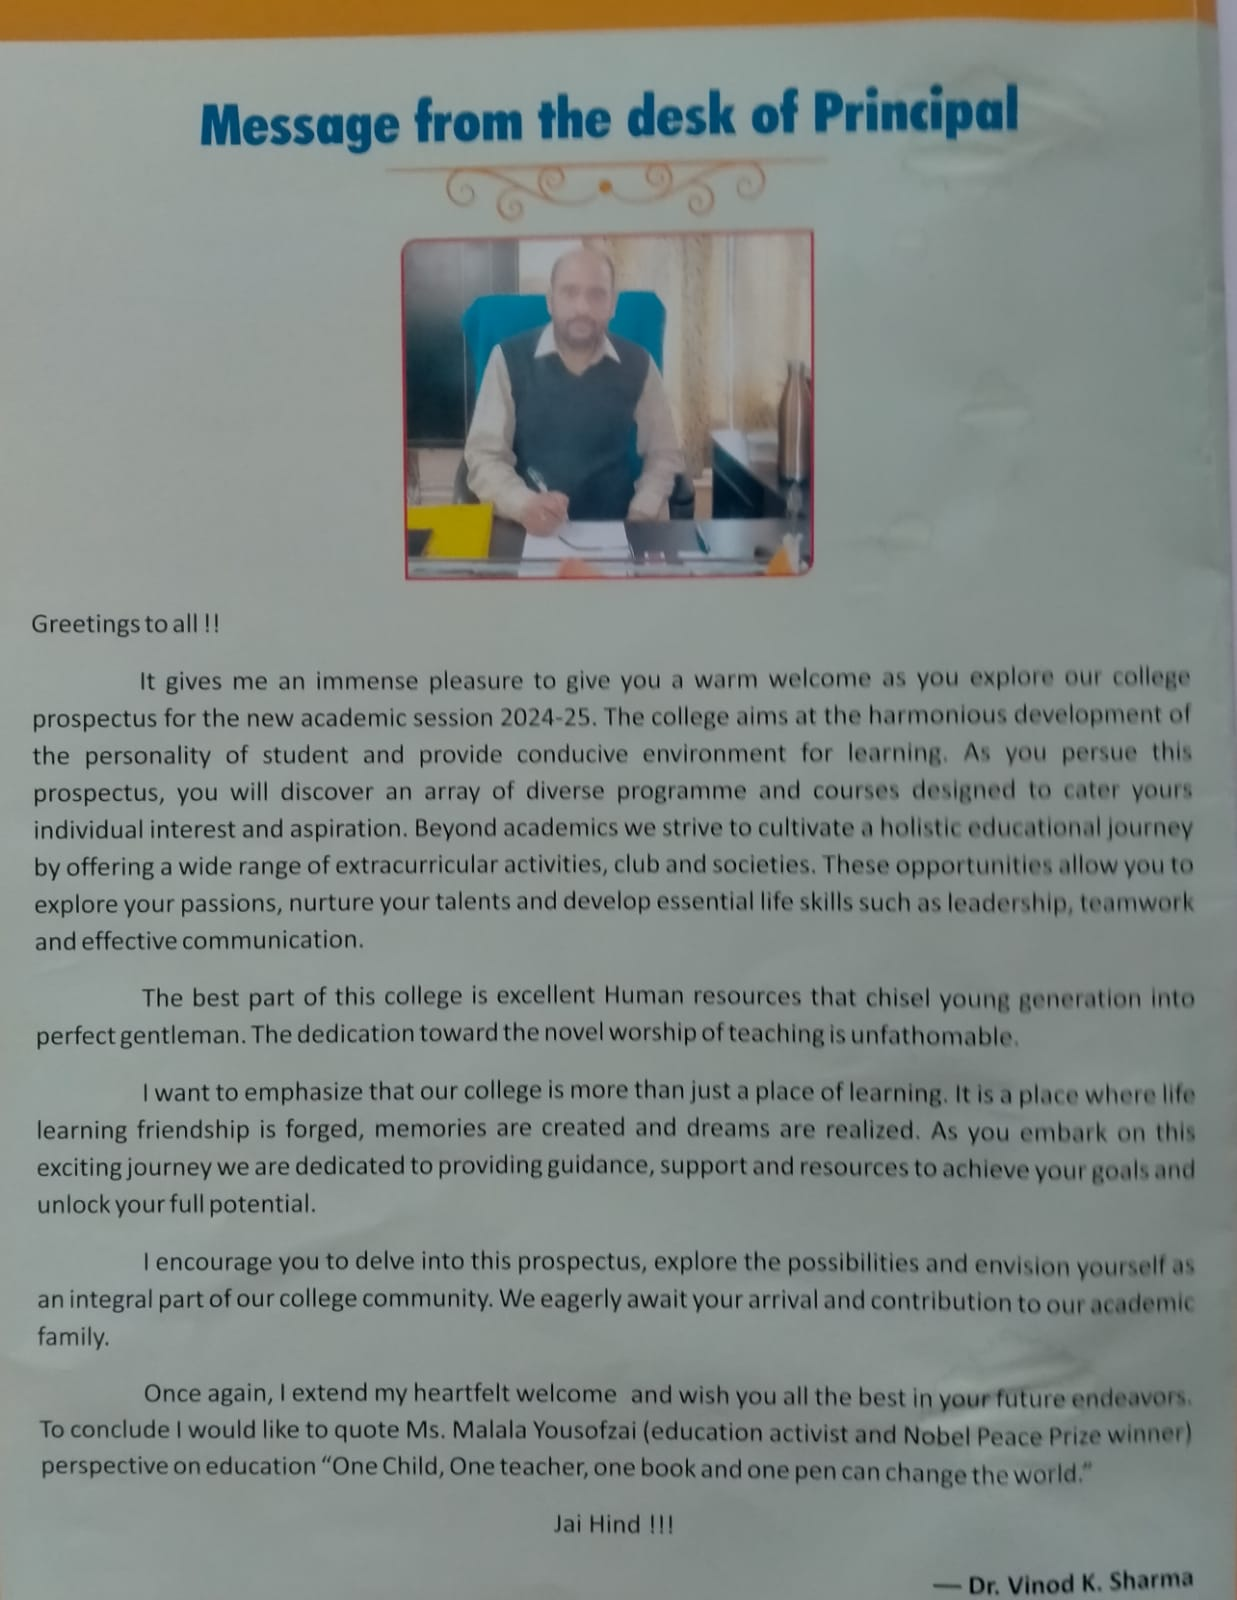 Message from the desk of Principal
Greetings to all !!
It gives me an immense pleasure to give you a warm welcome as you explore our college
prospectus for the new academic session 2024-25. The college aims at the harmonious development of
the personality of student and provide conducive environment for learning. As you persue this
prospectus, you will discover an array of diverse programme and courses designed to cater yours
individual interest and aspiration. Beyond academics we strive to cultivate a holistic educational journey
by offering a wide range of extracurricular activities, club and societies. These opportunities allow you to
explore your passions, nurture your talents and develop essential life skills such as leadership, teamwork
and effective communication.
The best part of this college is excellent Human resources that chisel young generation into
perfect gentleman. The dedication toward the novel worship of teaching is unfathomable.
I want to emphasize that our college is more than just a place of learning. It is a place where life
learning friendship is forged, memories are created and dreams are realized. As you embark on this
exciting journey we are dedicated to providing guidance, support and resources to achieve your goals and
unlock your full potential.
I encourage you to delve into this prospectus, explore the possibilities and envision yourself as
an integral part of our college community. We eagerly await your arrival and contribution to our academic
family.
Once again, I extend my heartfelt welcome and wish you all the best in your future endeavors.
To conclude I would like to quote Ms. Malala Yousofzai (education activist and Nobel Peace Prize winner)
perspective on education “One Child, One teacher, one book and one pen can change the world.”
Jai Hind !!!
— Dr. Vinod K. Sharma